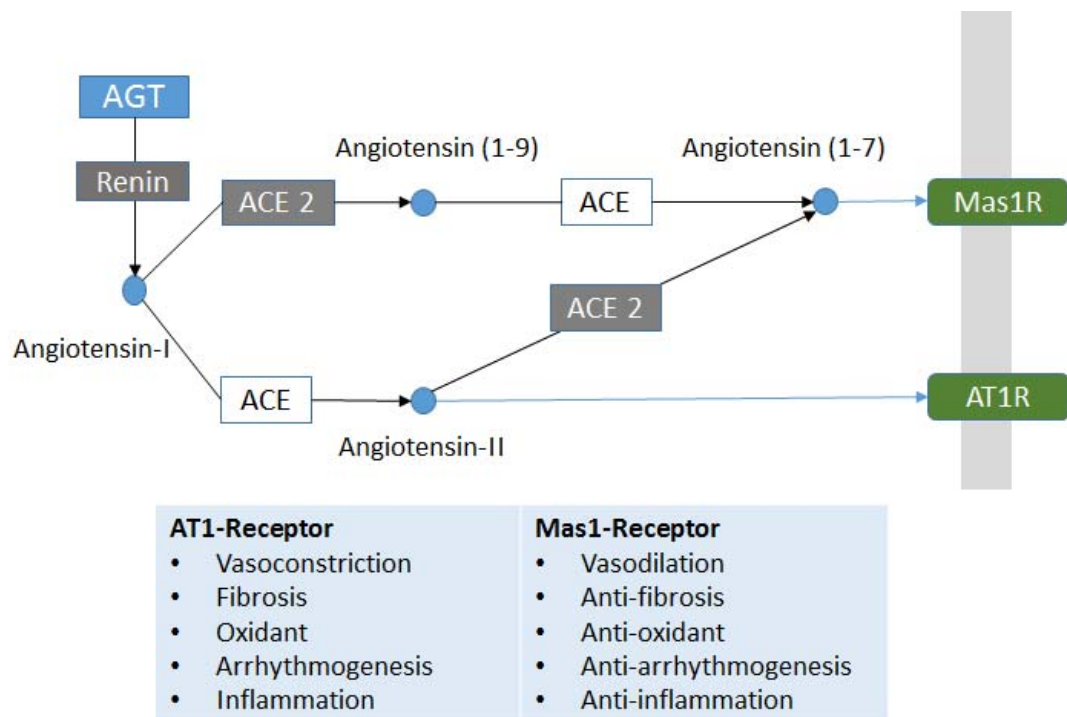 AGT
Renin
Angiotensin-I
ACE 2
Angiotensin (1-9)
ACE
Angiotensin (1-7)
Mas1R
ACE 2
ACE
Angiotensin-II
AT1R
AT1-Receptor
• Vasoconstriction
• Fibrosis
• Oxidant
• Arrhythmogenesis
• Inflammation
Mas1-Receptor
• Vasodilation
• Anti-fibrosis
• Anti-oxidant
• Anti-arrhythmogenesis
• Anti-inflammation